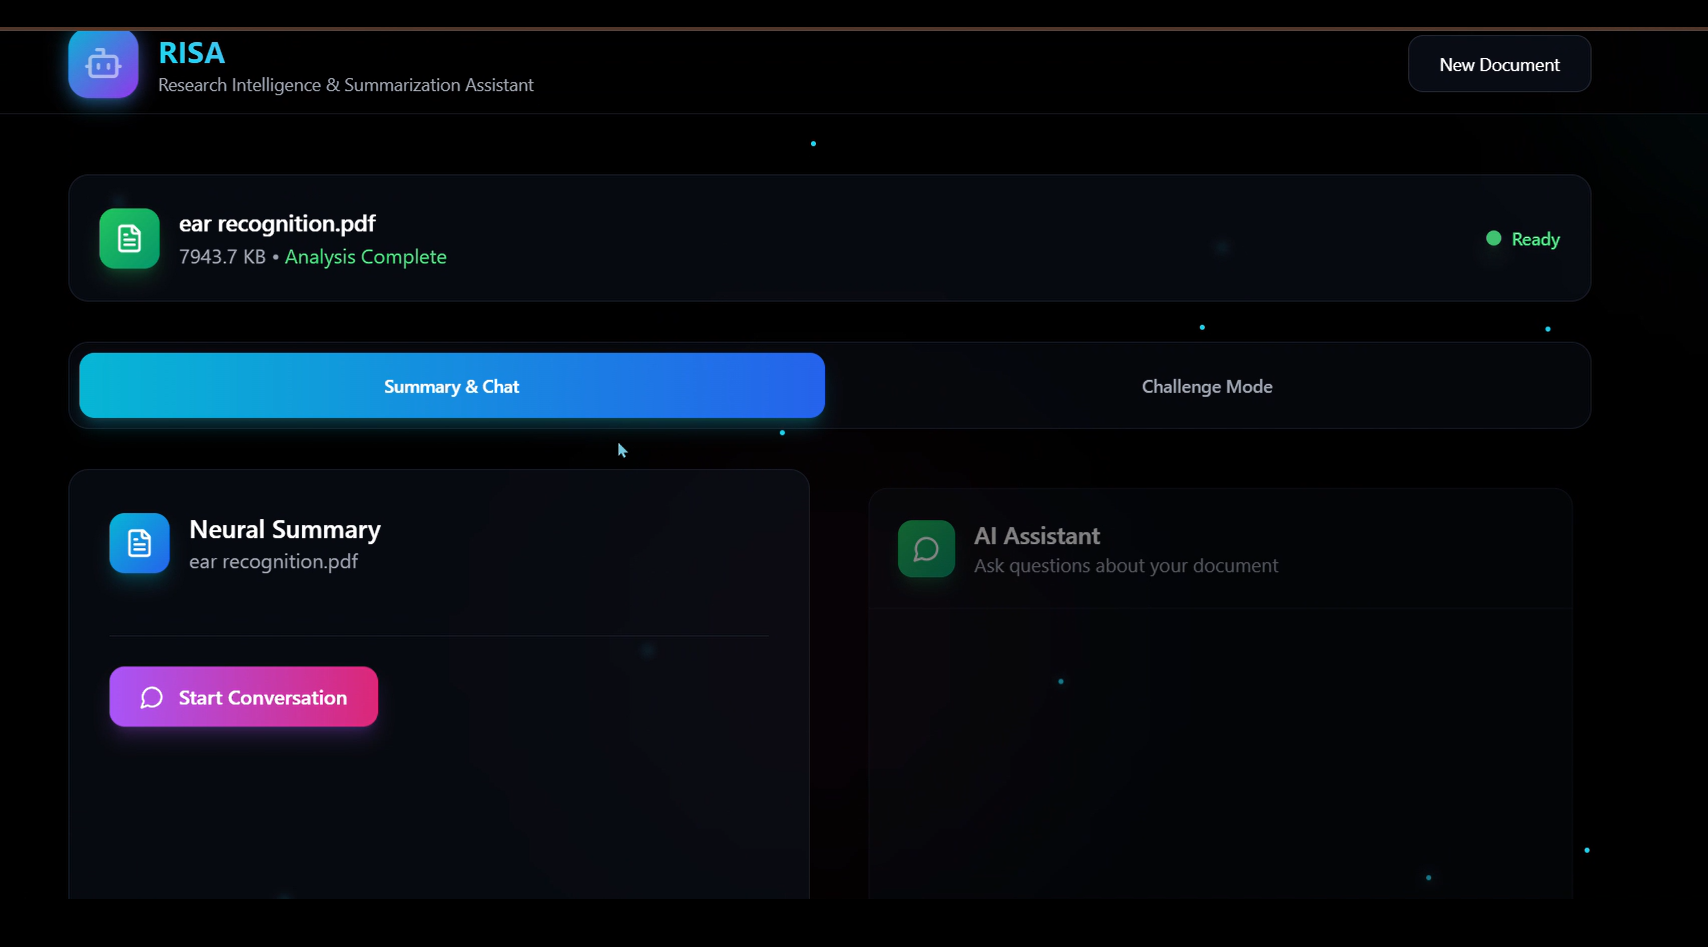 RISA
Research Intelligence & Summarization Assistant
New Document
ear recognition.pdf
7943.7 KB • Analysis Complete
Ready
Summary & Chat
Challenge Mode
Neural Summary
ear recognition.pdf
Start Conversation
AI Assistant
Ask questions about your document